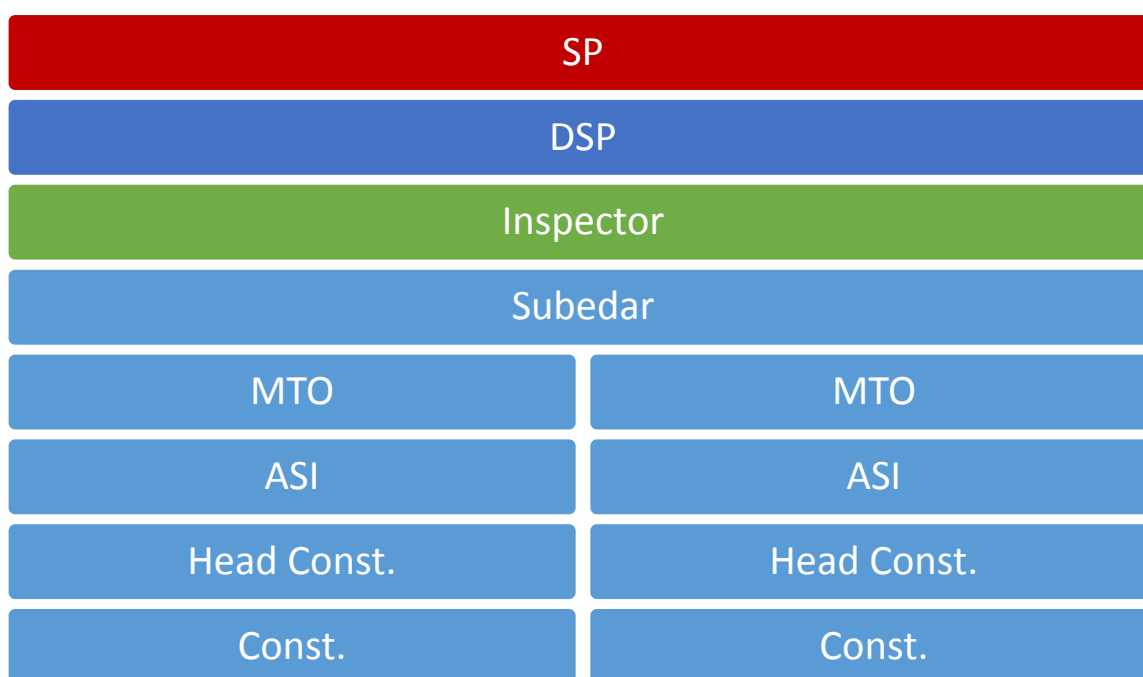 SP
DSP
Inspector
Subedar
MTO MTO
ASI ASI
Head Const. Head Const.
Const. Const.